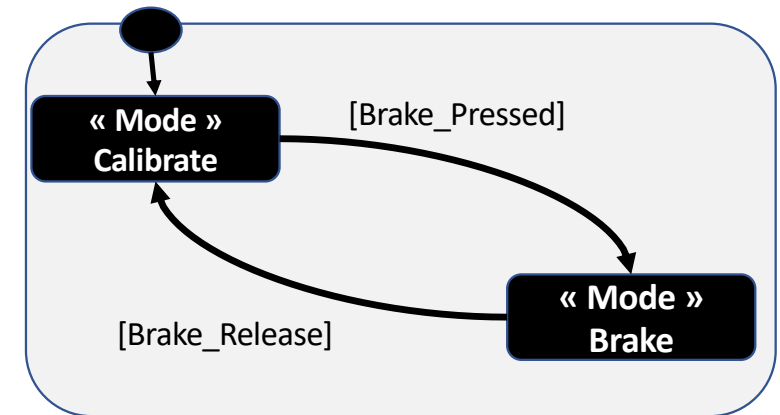 « Mode »
Calibrate
[Brake_Pressed]
« Mode »
Brake
[Brake_Release]